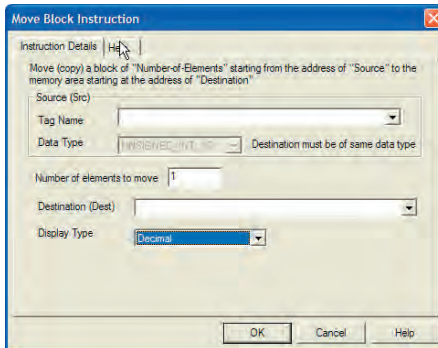 Move Block Instruction
Instruction Details
Move (copy) a block of "Number-of-Elements" starting from the address of "Source" to the
memory area starting at the address of "Destination"
Source (Src)
Tag Name
Data Type UNSIGNED_INT_16 Destination must be of same data type
Number of elements to move 1
Destination (Dest)
Display Type Decimal
OK Cancel Help